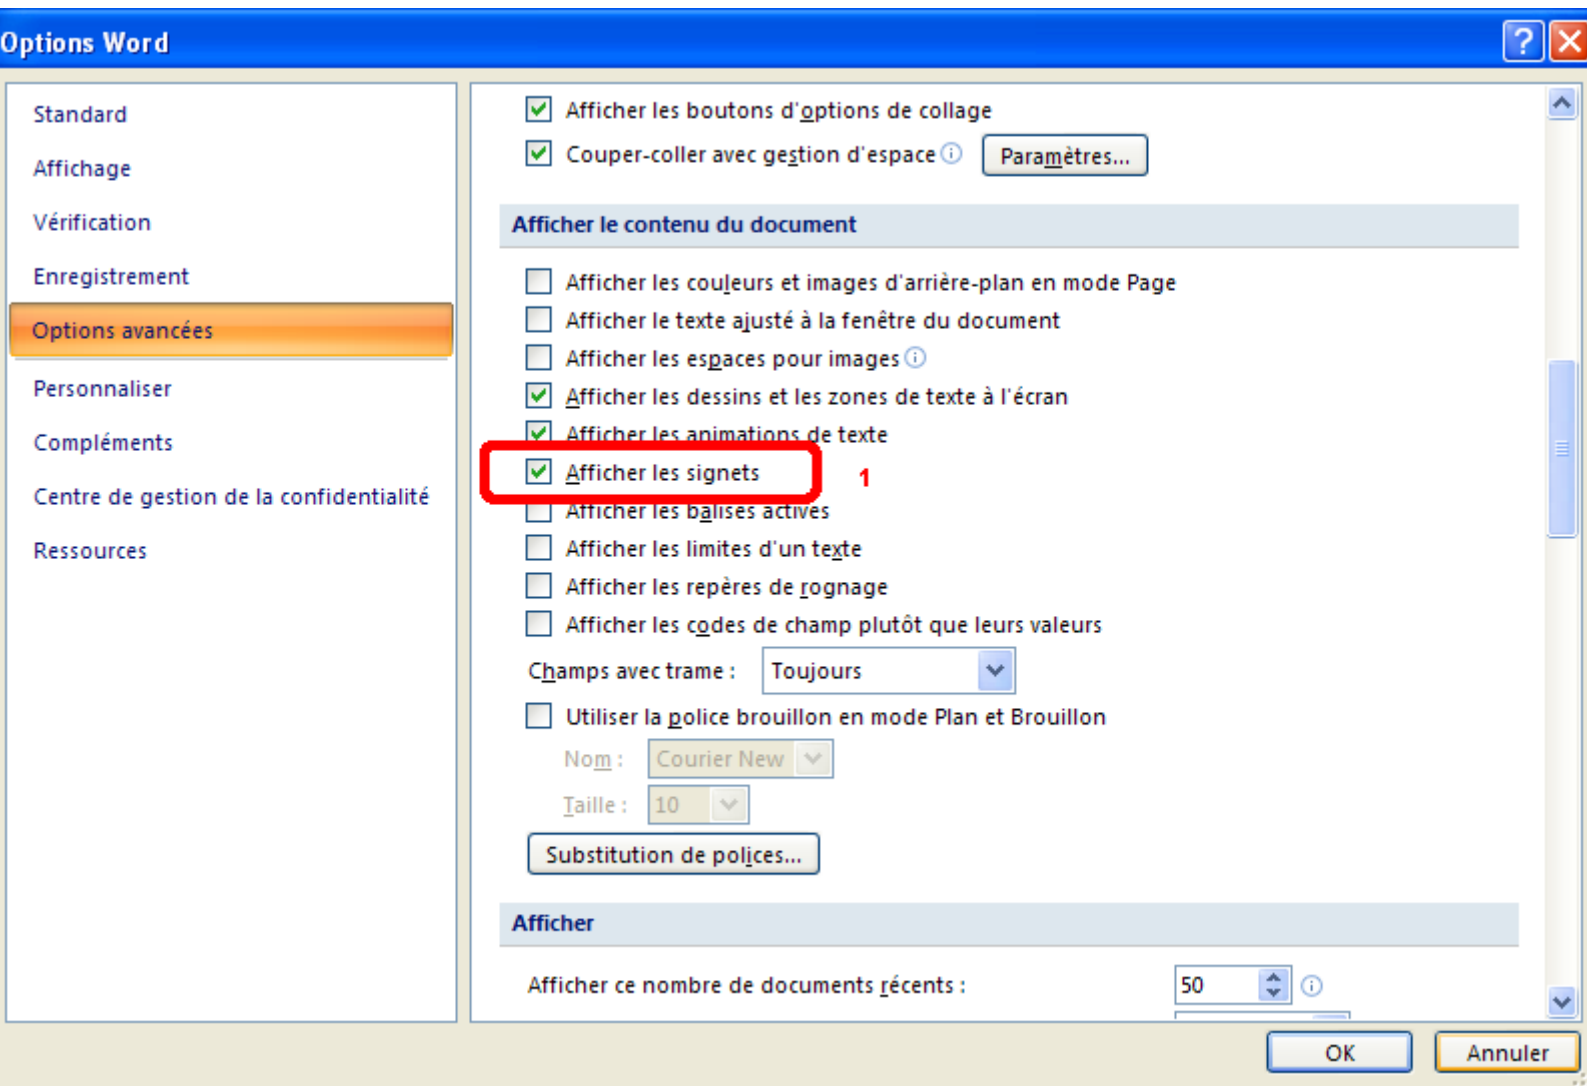 Options Word
Standard
Affichage
Vérification
Enregistrement
Options avancées
Personnaliser
Compléments
Centre de gestion de la confidentialité
Ressources
Afficher les boutons d'options de collage
Couper-coller avec gestion d'espace Paramètres...
Afficher le contenu du document
Afficher les couleurs et images d'arrière-plan en mode Page
Afficher le texte ajusté à la fenêtre du document
Afficher les espaces pour images
Afficher les dessins et les zones de texte à l'écran
Afficher les animations de texte
Afficher les signets 1
Afficher les balises actives
Afficher les limites d'un texte
Afficher les repères de rognage
Afficher les codes de champ plutôt que leurs valeurs
Champs avec trame : Toujours
Utiliser la police brouillon en mode Plan et Brouillon
Nom : Courier New
Taille : 10
Substitution de polices...
Afficher
Afficher ce nombre de documents récents : 50
OK Annuler